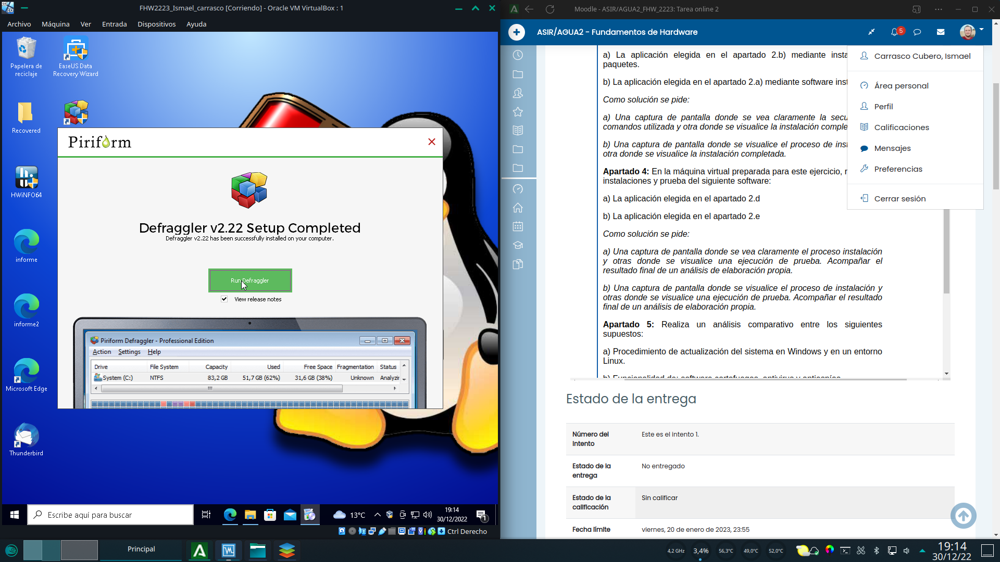 FHW2223_Ismael_carrasco [Corriendo] - Oracle VM VirtualBox : 1
Archivo Máquina Ver Entrada Dispositivos Ayuda
Papelera de
reciclaje
EaseUS Data
Recovery Wizard
Recovered
HWiNFO64
informe
informe2
Microsoft Edge
Thunderbird
Piriform
Defraggler v2.22 Setup Completed
Defraggler v2.22 has been successfully installed on your computer.
Run Defraggler
View release notes
Piriform Defraggler - Professional Edition
Action Settings Help
Drive File System Capacity Used Free Space Fragmentation Status
System (C:) NTFS 83,2 GB 51,7 GB (62%) 31,6 GB (38%) Unknown Analyzin
Escribe aquí para buscar
13°C
19:14
30/12/2022
1
Ctrl Derecho
Moodle - ASIR/AGUA2_FHW_2223: Tarea online 2
ASIR/AGUA2 - Fundamentos de Hardware
5
Carrasco Cubero, Ismael
Área personal
Perfil
Calificaciones
Mensajes
Preferencias
Cerrar sesión
a) La aplicación elegida en el apartado 2.b) mediante insta
paquetes.
b) La aplicación elegida en el apartado 2.a) mediante software inst
Como solución se pide:
a) Una captura de pantalla donde se vea claramente la secu
comandos utilizada y otra donde se visualice la instalación comple
b) Una captura de pantalla donde se visualice el proceso de inst
otra donde se visualice la instalación completada.
Apartado 4: En la máquina virtual preparada para este ejercicio, r
instalaciones y prueba del siguiente software:
a) La aplicación elegida en el apartado 2.d
b) La aplicación elegida en el apartado 2.e
Como solución se pide:
a) Una captura de pantalla donde se vea claramente el proceso instalación
y otras donde se visualice una ejecución de prueba. Acompañar el
resultado final de un análisis de elaboración propia.
b) Una captura de pantalla donde se visualice el proceso de instalación y
otras donde se visualice una ejecución de prueba. Acompañar el resultado
final de un análisis de elaboración propia.
Apartado 5: Realiza un análisis comparativo entre los siguientes
supuestos:
a) Procedimiento de actualización del sistema en Windows y en un entorno
Linux.
b) Funcionalidad de: software cortafuegos, antivirus y antiespías.
Estado de la entrega
Número del
intento
Este es el intento 1.
Estado de la
entrega
No entregado
Estado de la
calificación
Sin calificar
Fecha límite
viernes, 20 de enero de 2023, 23:55
Principal
4,2 GHz 3,4% 56,3°C 49,0°C 52,0°C
19:14
30/12/22